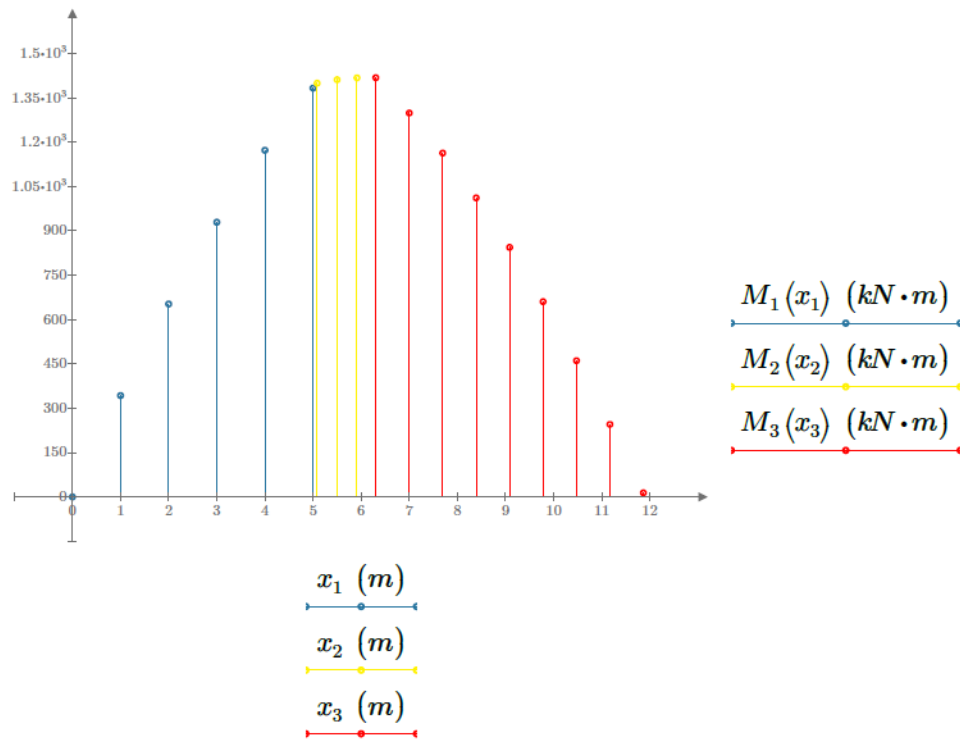 1.5•10³
1.35•10³
1.2•10³
1.05•10³
900
750
600
450
300
150
0
0 1 2 3 4 5 6 7 8 9 10 11 12
M₁(x₁) (kN•m)
M₂(x₂) (kN•m)
M₃(x₃) (kN•m)
x₁ (m)
x₂ (m)
x₃ (m)